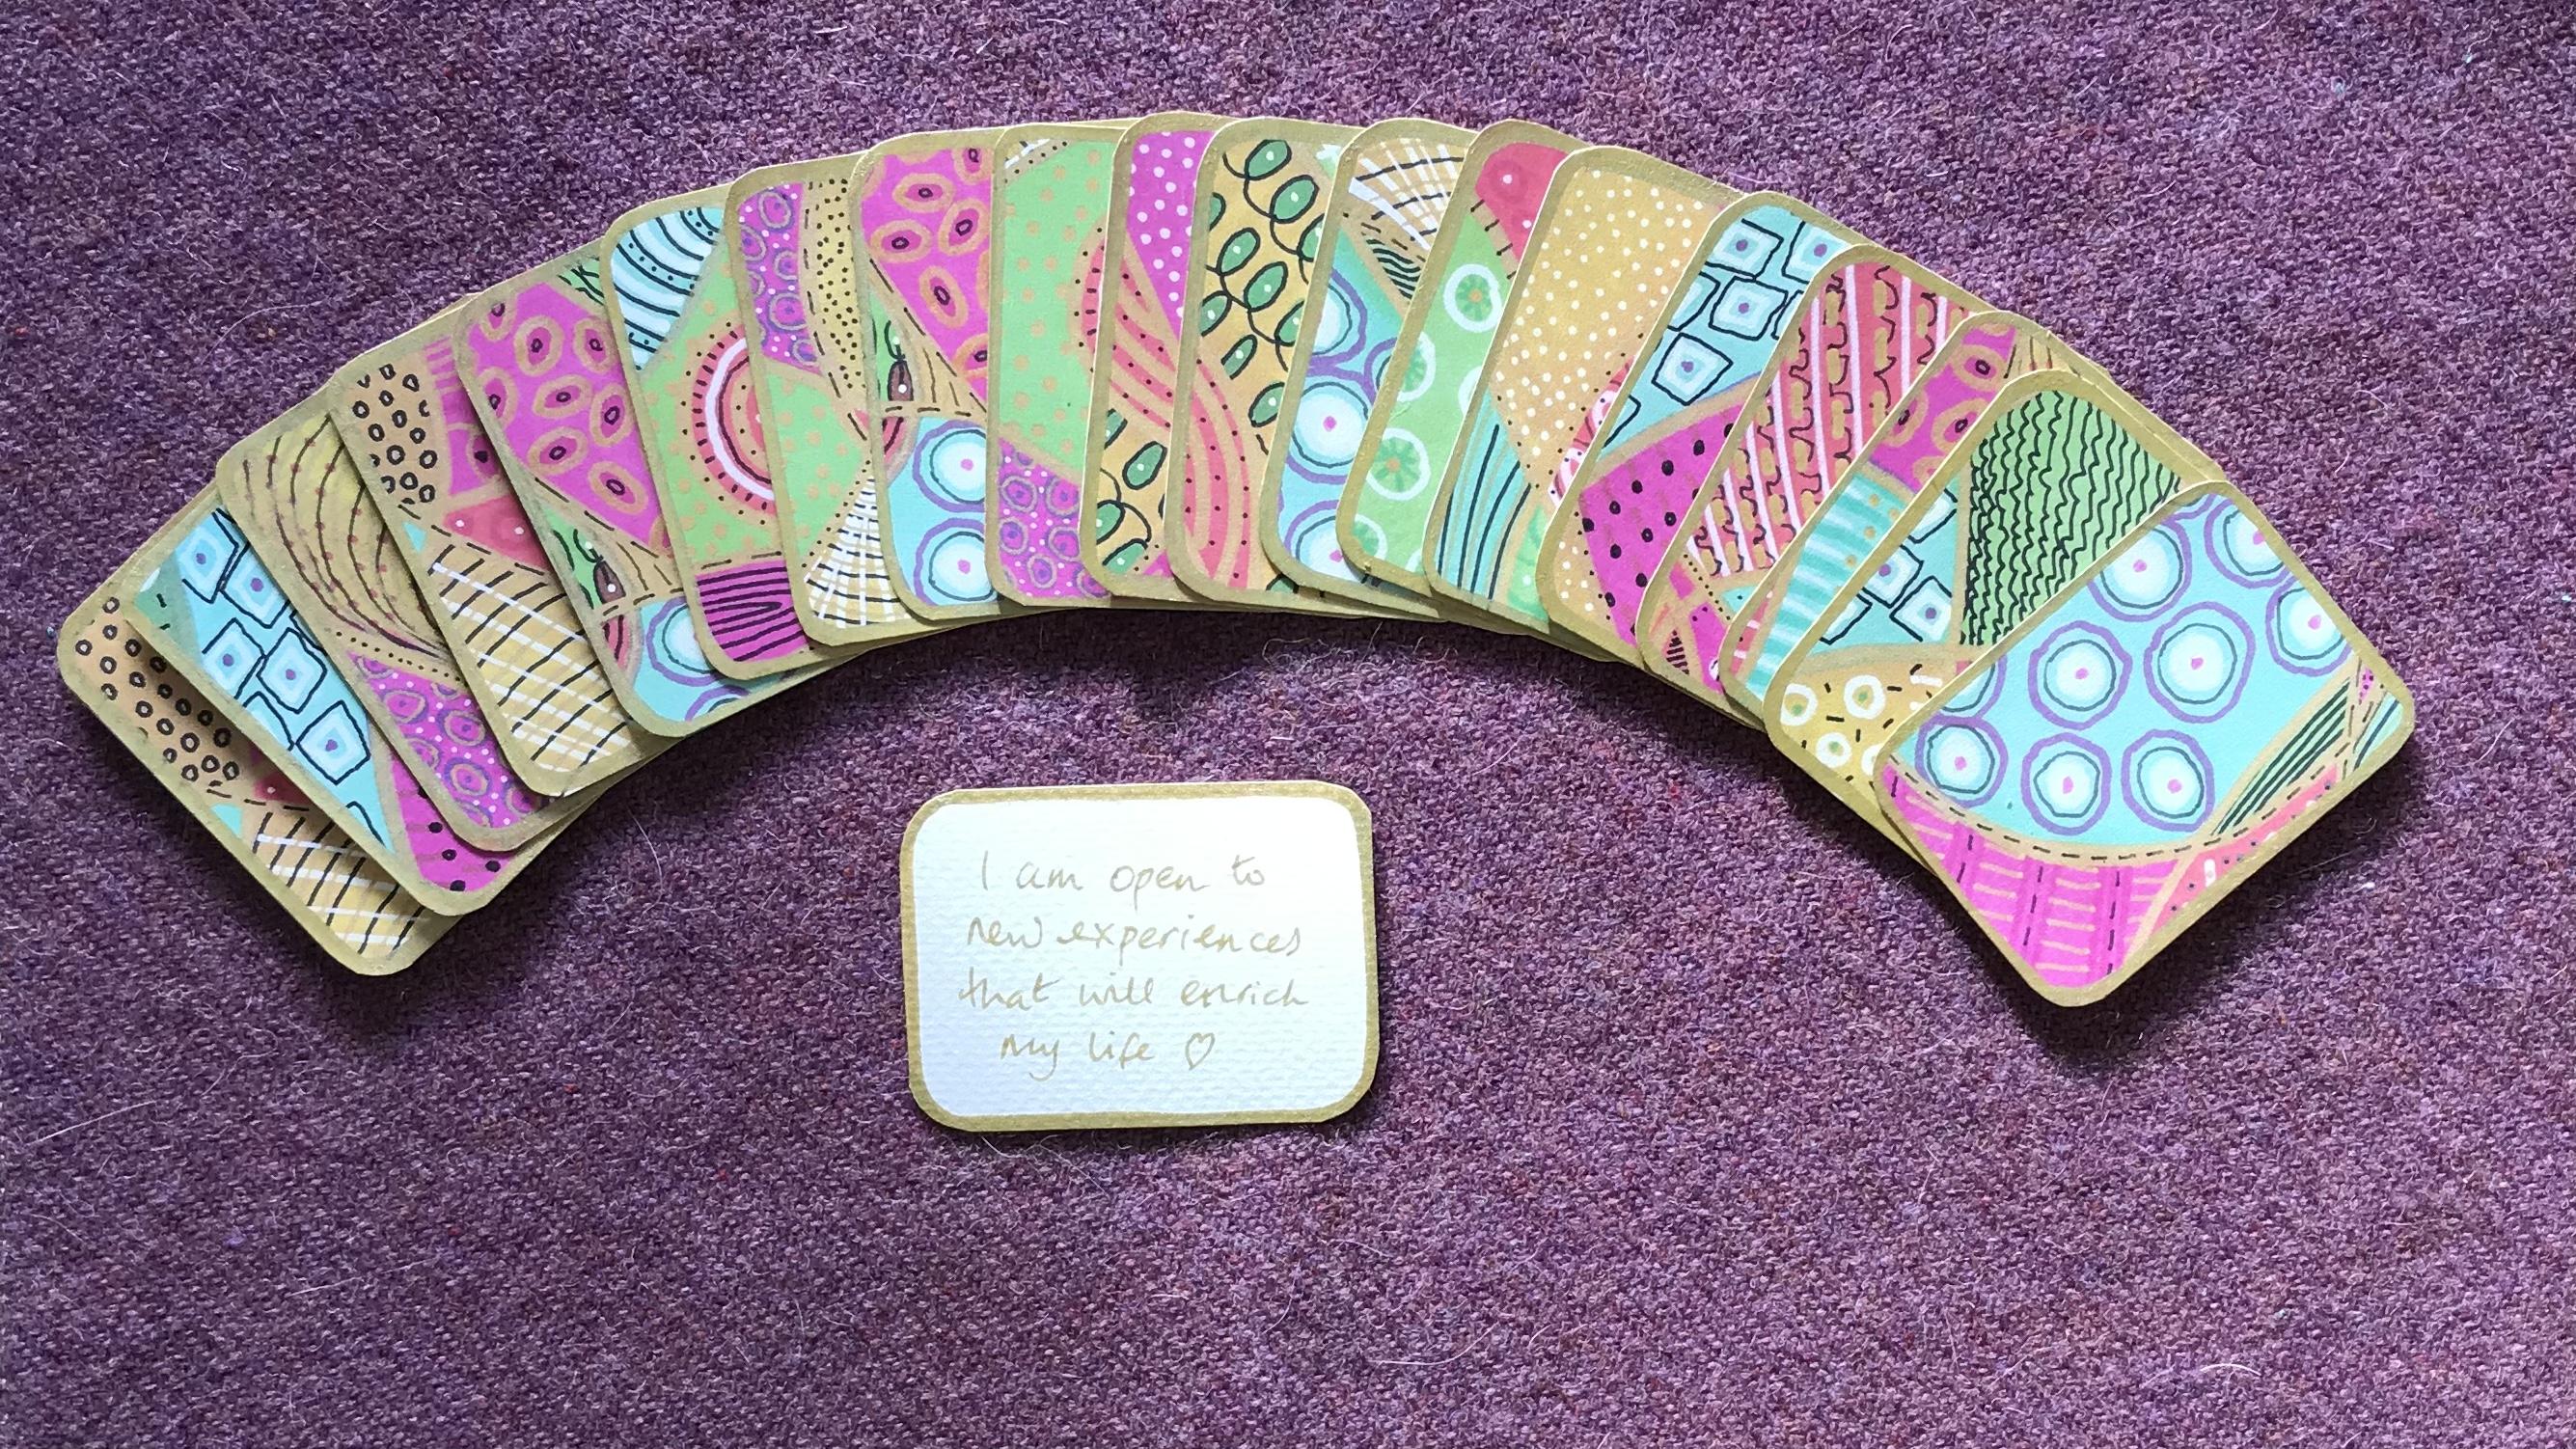 I am open to
new experiences
that will enrich
my life ♡